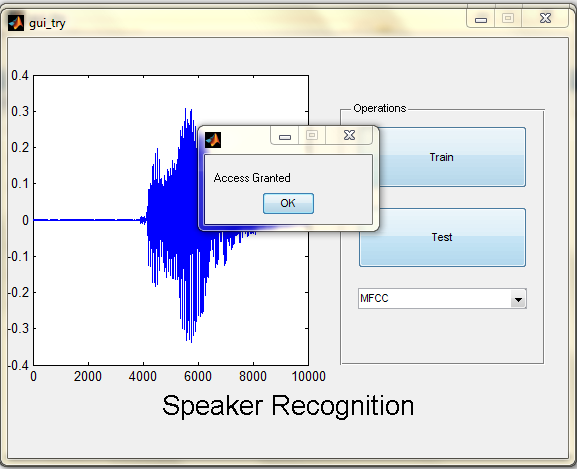 gui_try
0.4
0.3
0.2
0.1
0
-0.1
-0.2
-0.3
-0.4
0 2000 4000 6000 8000 10000
Speaker Recognition
Access Granted
OK
Operations
Train
Test
MFCC